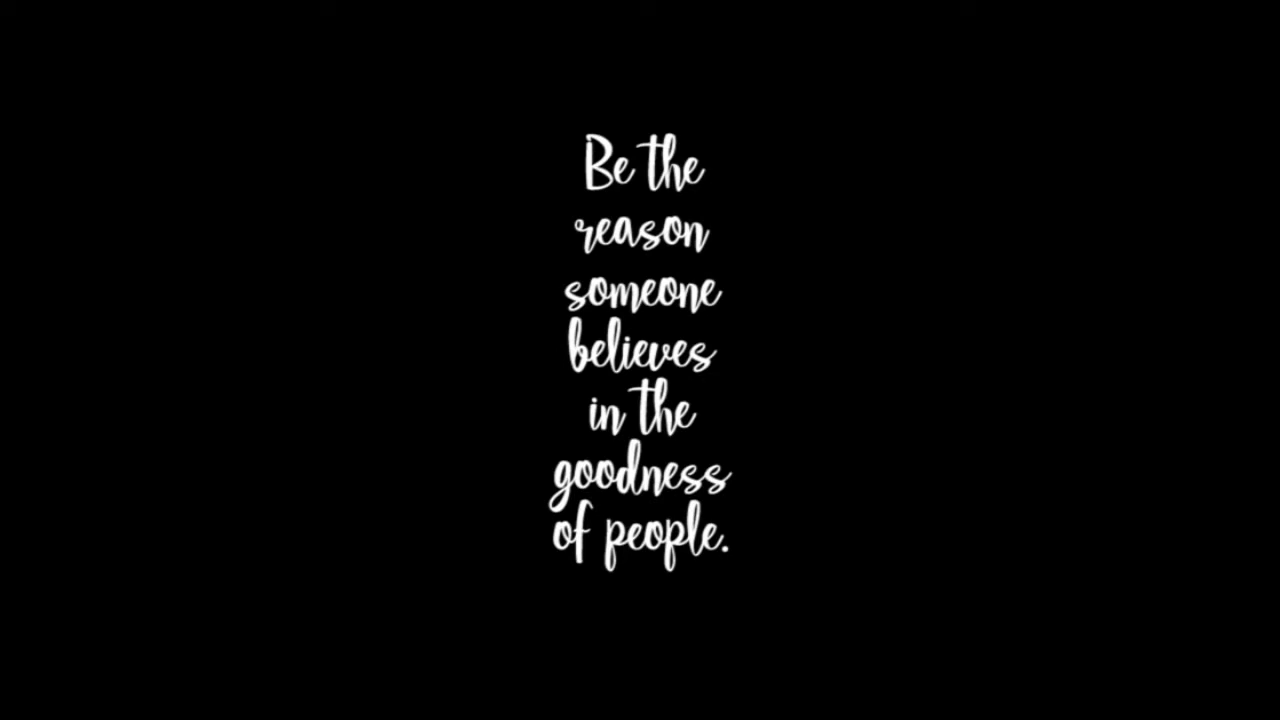 Be the
reason
someone
believes
in the
goodness
of people.